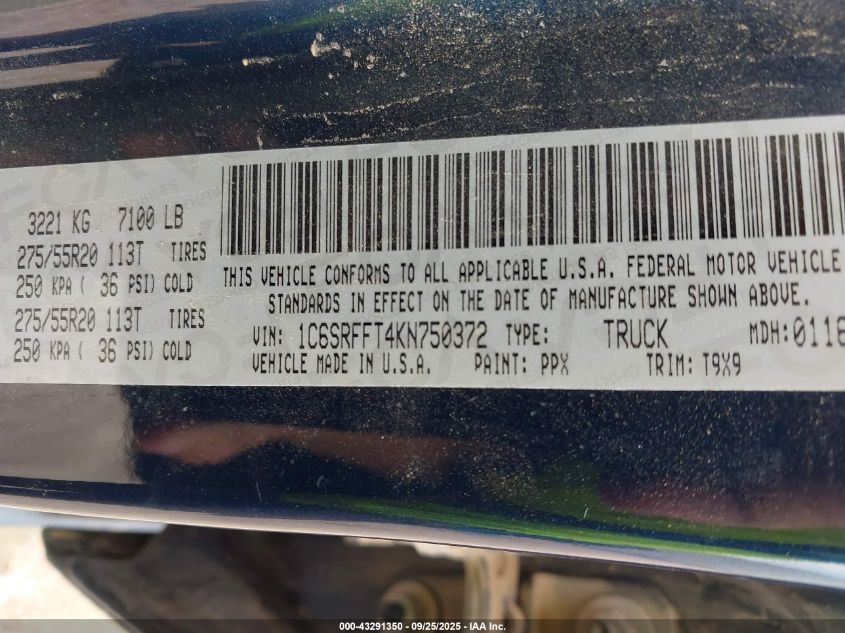 3221 KG 7100 LB
275/55R20 113T TIRES
250 KPA ( 36 PSI) COLD
275/55R20 113T TIRES
250 KPA ( 36 PSI) COLD
THIS VEHICLE CONFORMS TO ALL APPLICABLE U.S.A. FEDERAL MOTOR VEHICLE
STANDARDS IN EFFECT ON THE DATE OF MANUFACTURE SHOWN ABOVE.
VIN: 1C6SRFFT4KN750372 TYPE: TRUCK MDH:0116
VEHICLE MADE IN U.S.A. PAINT: PPX TRIM: T9X9
000-43291350 - 09/25/2025 - IAA